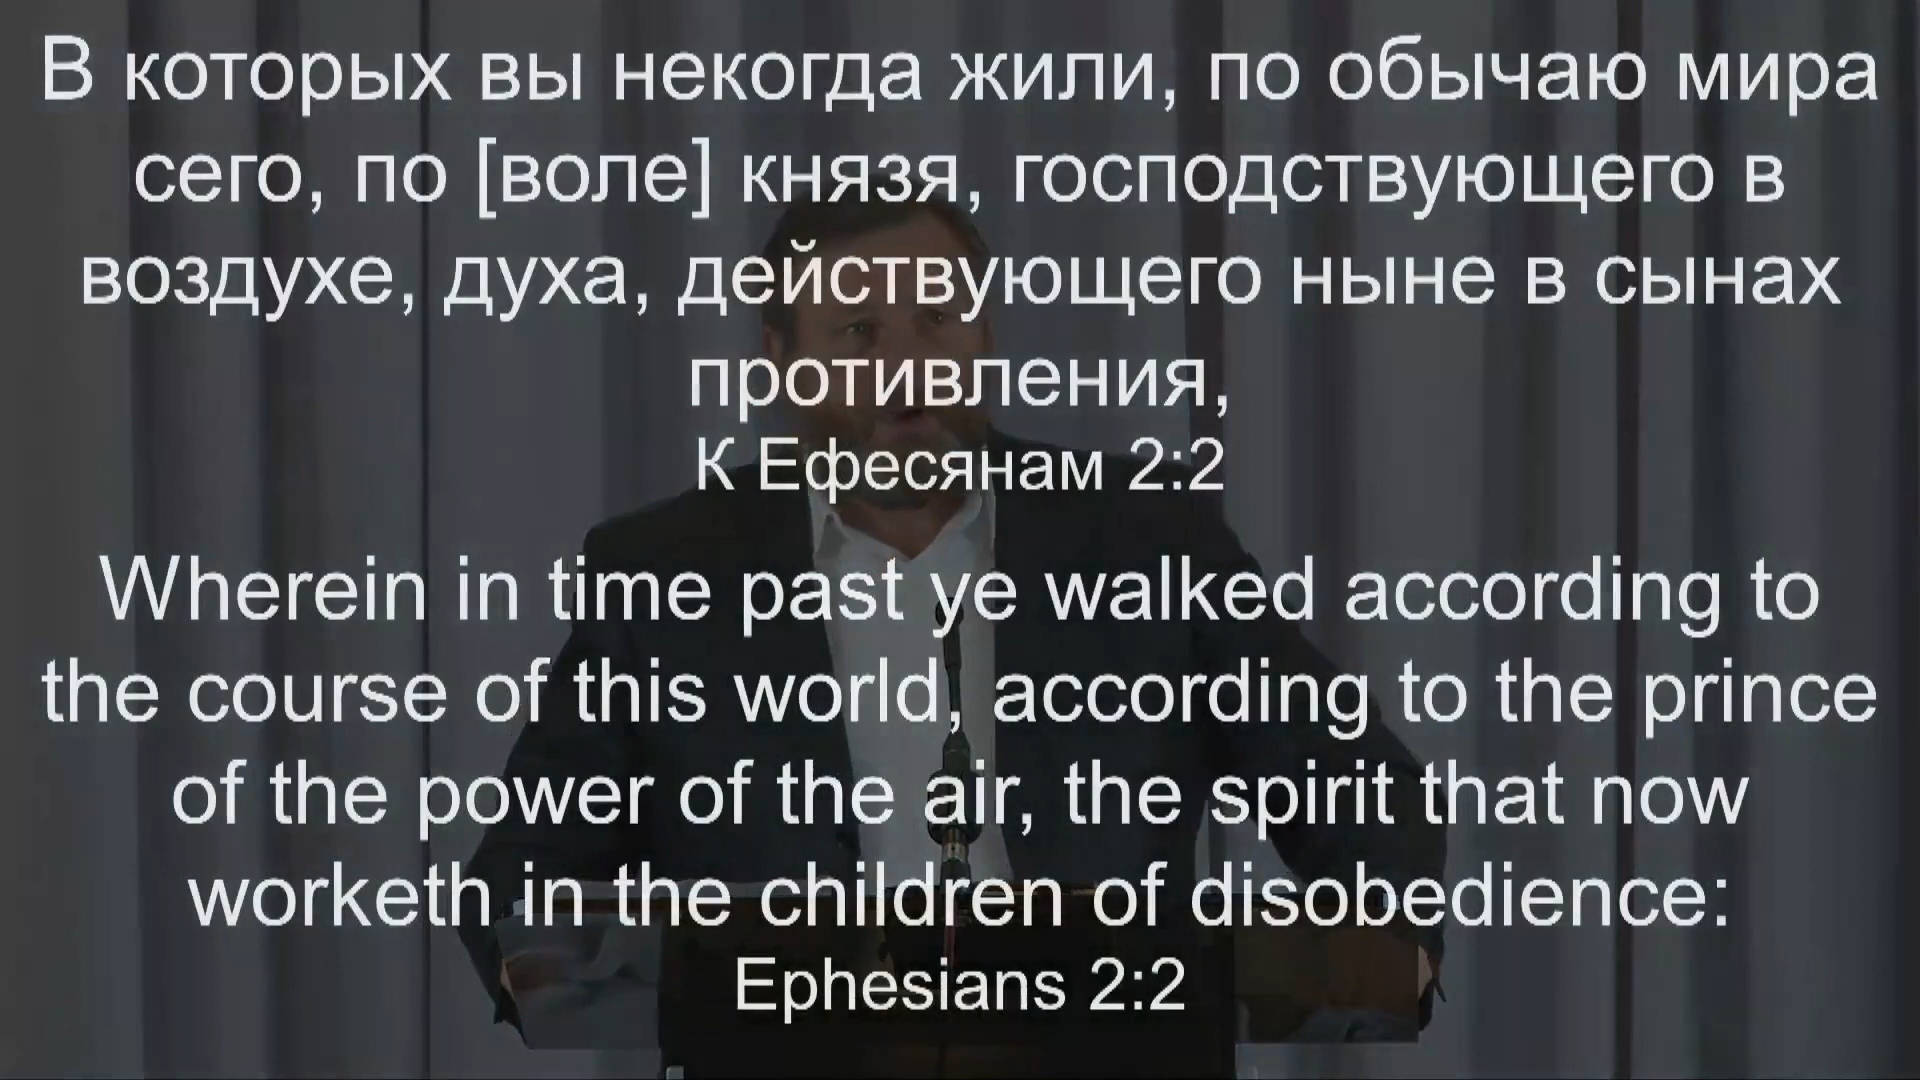 В которых вы некогда жили, по обычаю мира
сего, по [воле] князя, господствующего в
воздухе, духа, действующего ныне в сынах
противления,
К Ефесянам 2:2
Wherein in time past ye walked according to
the course of this world, according to the prince
of the power of the air, the spirit that now
worketh in the children of disobedience:
Ephesians 2:2